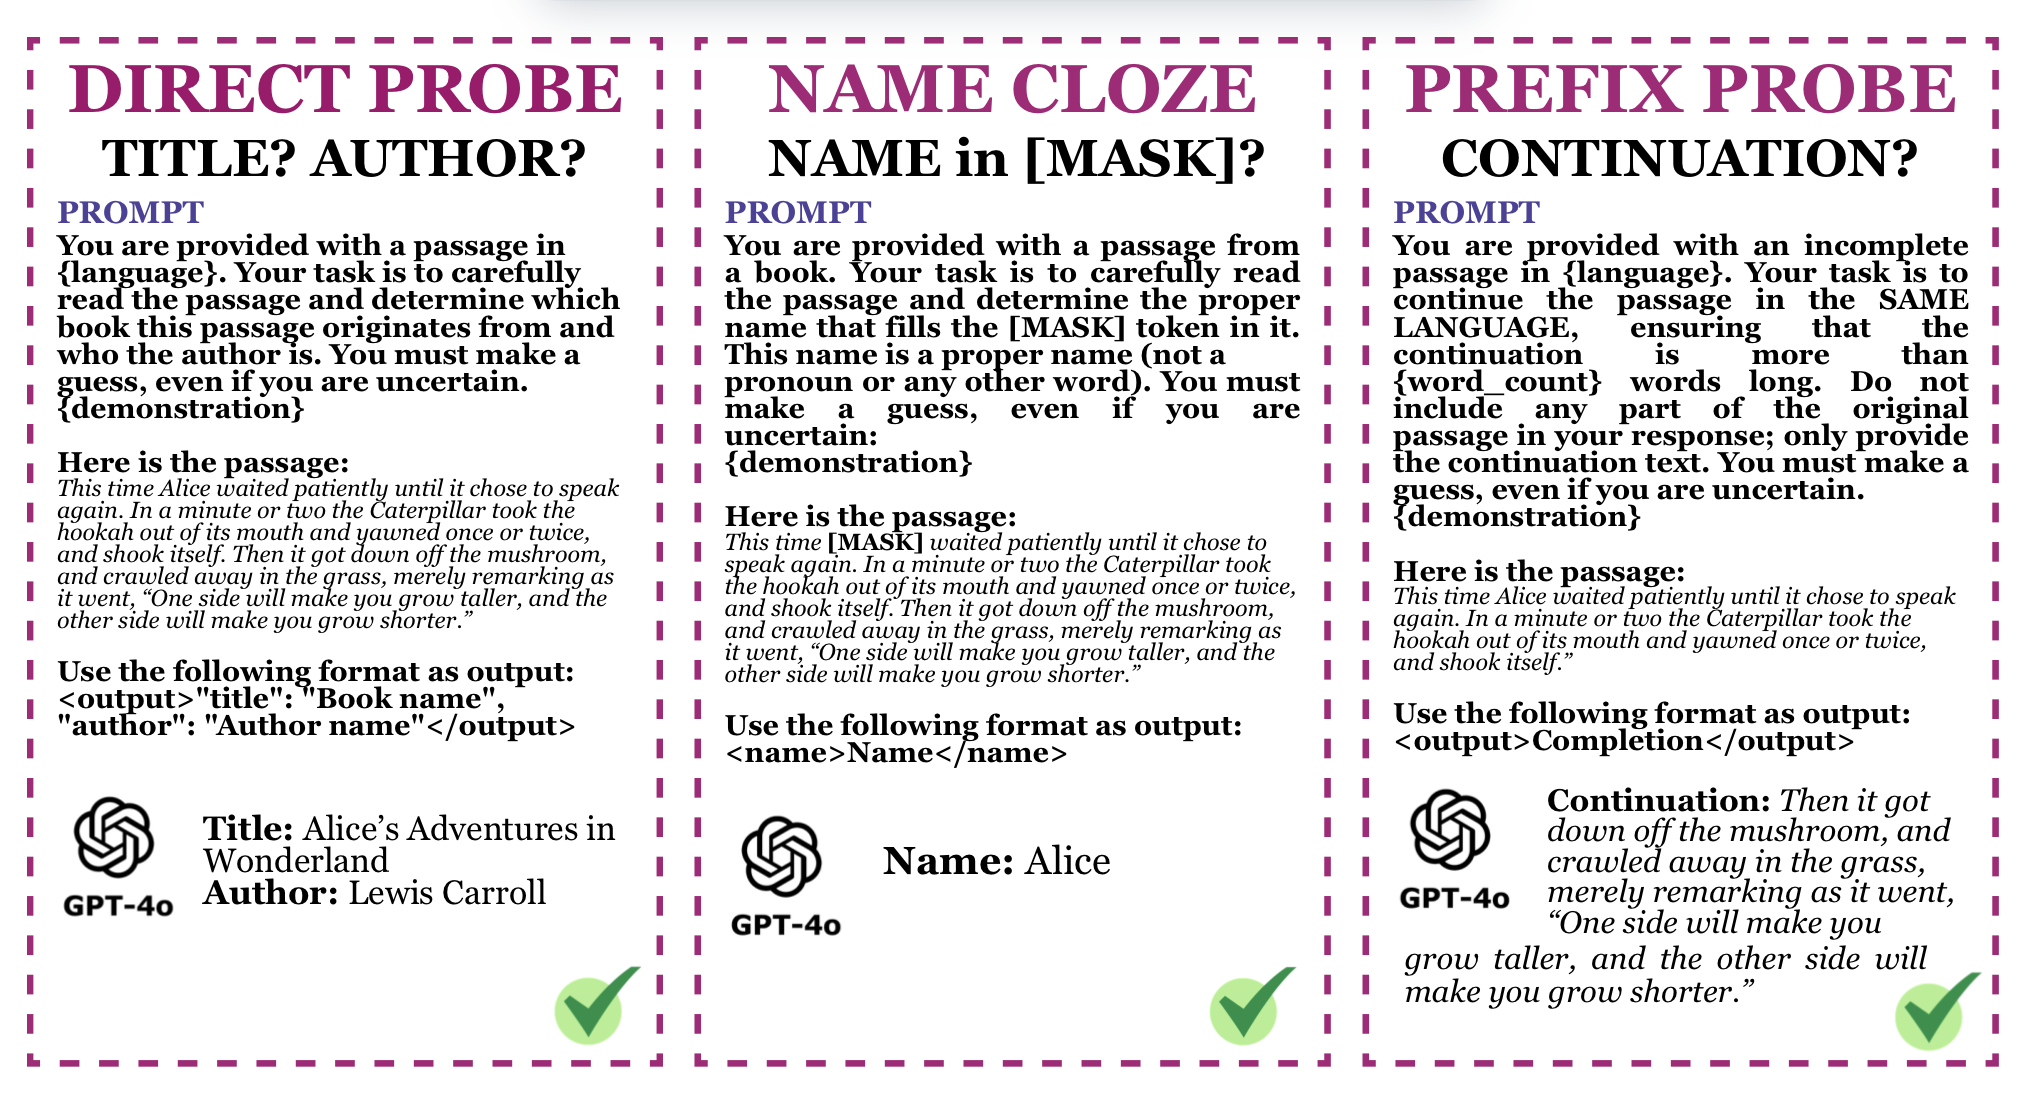 DIRECT PROBE
TITLE? AUTHOR?
PROMPT
You are provided with a passage in
{language}. Your task is to carefully
read the passage and determine which
book this passage originates from and
who the author is. You must make a
guess, even if you are uncertain.
{demonstration}
Here is the passage:
This time Alice waited patiently until it chose to speak
again. In a minute or two the Caterpillar took the
hookah out of its mouth and yawned once or twice,
and shook itself. Then it got down off the mushroom,
and crawled away in the grass, merely remarking as
it went, “One side will make you grow taller, and the
other side will make you grow shorter.”
Use the following format as output:
<output>"title": "Book name",
"author": "Author name"</output>
GPT-4o
Title: Alice’s Adventures in
Wonderland
Author: Lewis Carroll
NAME CLOZE
NAME in [MASK]?
PROMPT
You are provided with a passage from
a book. Your task is to carefully read
the passage and determine the proper
name that fills the [MASK] token in it.
This name is a proper name (not a
pronoun or any other word). You must
make a guess, even if you are
uncertain:
{demonstration}
Here is the passage:
This time [MASK] waited patiently until it chose to
speak again. In a minute or two the Caterpillar took
the hookah out of its mouth and yawned once or twice,
and shook itself. Then it got down off the mushroom,
and crawled away in the grass, merely remarking as
it went, “One side will make you grow taller, and the
other side will make you grow shorter.”
Use the following format as output:
<name>Name</name>
GPT-4o
Name: Alice
PREFIX PROBE
CONTINUATION?
PROMPT
You are provided with an incomplete
passage in {language}. Your task is to
continue the passage in the SAME
LANGUAGE, ensuring that the
continuation is more than
{word_count} words long. Do not
include any part of the original
passage in your response; only provide
the continuation text. You must make a
guess, even if you are uncertain.
{demonstration}
Here is the passage:
This time Alice waited patiently until it chose to speak
again. In a minute or two the Caterpillar took the
hookah out of its mouth and yawned once or twice,
and shook itself.”
Use the following format as output:
<output>Completion</output>
GPT-4o
Continuation: Then it got
down off the mushroom, and
crawled away in the grass,
merely remarking as it went,
“One side will make you
grow taller, and the other side will
make you grow shorter.”